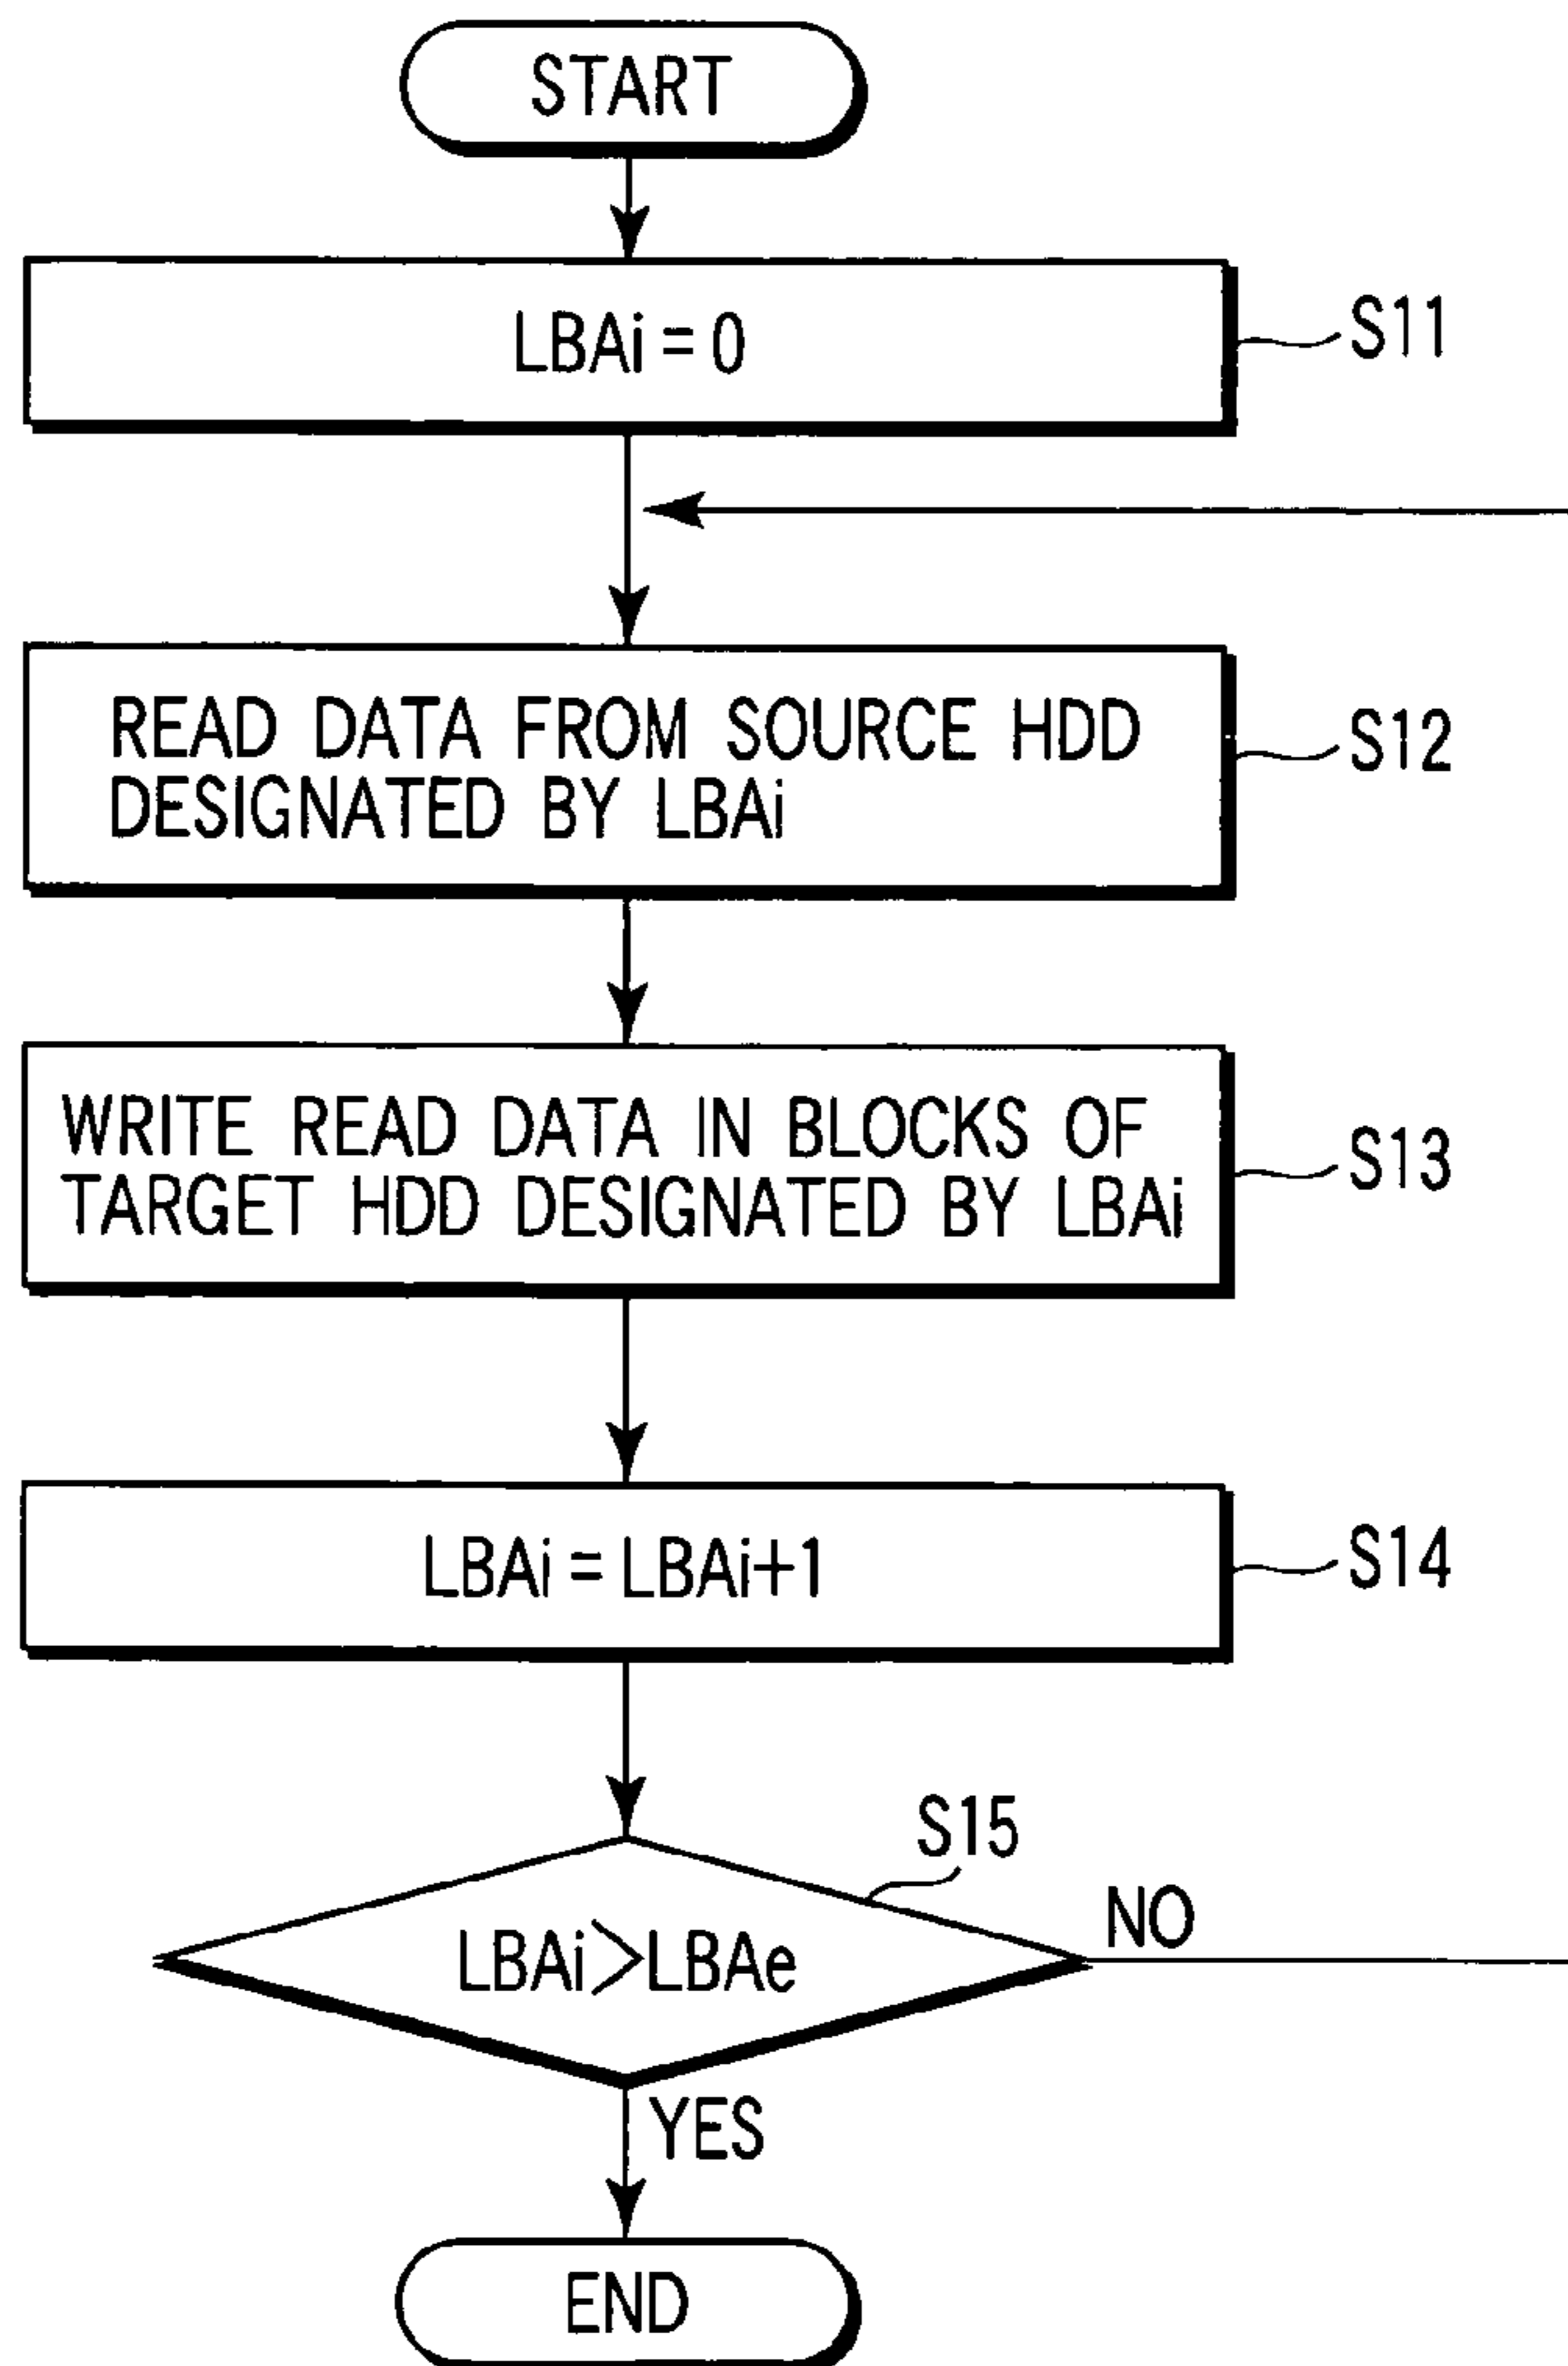 START
LBAi = 0
S11
READ DATA FROM SOURCE HDD
DESIGNATED BY LBAi
S12
WRITE READ DATA IN BLOCKS OF
TARGET HDD DESIGNATED BY LBAi
S13
LBAi = LBAi+1
S14
S15
LBAi>LBAe
NO
YES
END